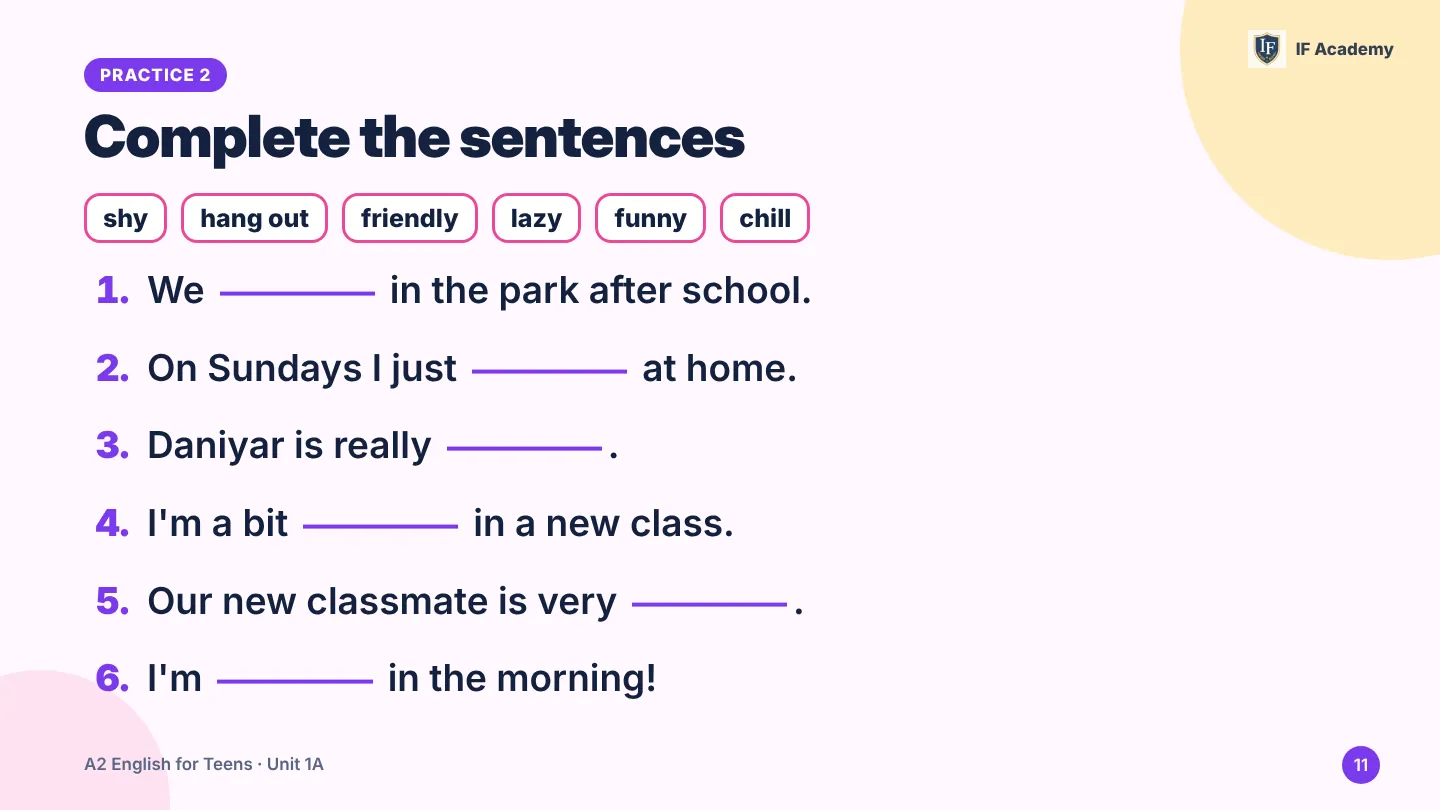 IF
IF Academy
PRACTICE 2
Complete the sentences
shy
hang out
friendly
lazy
funny
chill
1. We ________ in the park after school.
2. On Sundays I just ________ at home.
3. Daniyar is really ________.
4. I'm a bit ________ in a new class.
5. Our new classmate is very ________.
6. I'm ________ in the morning!
A2 English for Teens · Unit 1A
11